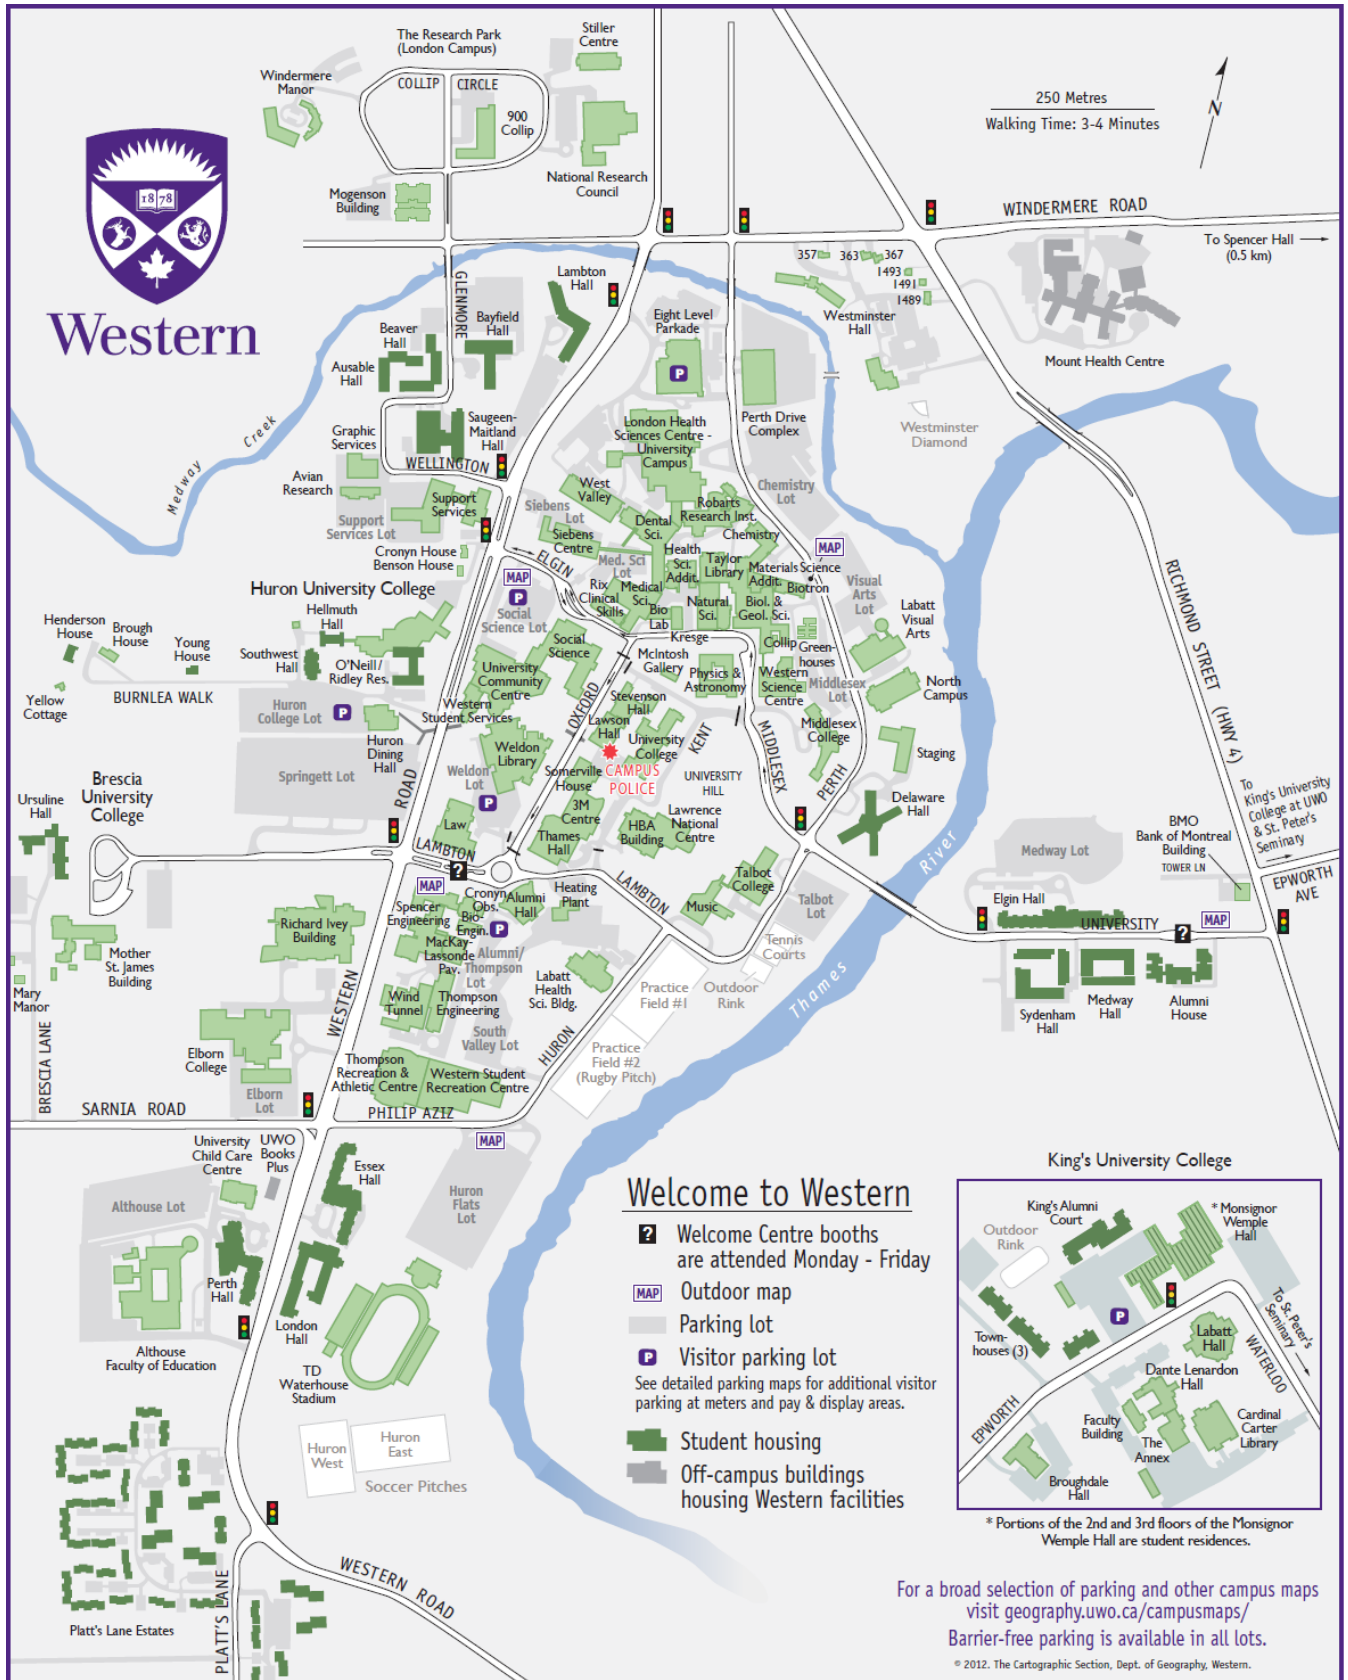 The Research Park
(London Campus)
Stiller
Centre
Windermere
Manor
COLLIP CIRCLE
900
Collip
National Research
Council
Mogenson
Building
250 Metres
Walking Time: 3-4 Minutes
N
1878
Western
WINDERMERE ROAD
To Spencer Hall
(0.5 km)
357
363
367
1493
1491
1489
Westminster
Hall
Mount Health Centre
Westminster
Diamond
GLENMORE
Lambton
Hall
Bayfield
Hall
Beaver
Hall
Ausable
Hall
Eight Level
Parkade
P
Medway Creek
Saugeen-
Maitland
Hall
Graphic
Services
WELLINGTON
Avian
Research
Support
Services
Support
Services Lot
Cronyn House
Benson House
London Health
Sciences Centre -
University
Campus
Perth Drive
Complex
Chemistry
Lot
West
Valley
Siebens
Lot
Siebens
Centre
Dental
Sci.
Robarts
Research Inst.
Chemistry
MAP
Health
Sci.
Addit.
Taylor
Library
Materials Science
Addit.
Biotron
Med. Sci
Lot
Medical
Sci.
Rix
Clinical
Skills
Bio
Lab
Natural
Sci.
Biol. &
Geol. Sci.
Visual
Arts
Lot
Labatt
Visual
Arts
ELGIN
MAP
P
Social
Science Lot
Huron University College
Hellmuth
Hall
Henderson
House
Brough
House
Young
House
Southwest
Hall
O'Neill/
Ridley Res.
Yellow
Cottage
BURNLEA WALK
Huron
College Lot
P
Huron
Dining
Hall
Springett Lot
Social
Science
University
Community
Centre
Western
Student Services
OXFORD
Kresge
McIntosh
Gallery
Collip
Green-
houses
Physics &
Astronomy
Western
Science
Centre
Middlesex
Lot
North
Campus
Stevenson
Hall
Lawson
Hall
University
College
KENT
MIDDLESEX
Middlesex
College
Staging
Weldon
Library
Weldon
Lot
P
Somerville
House
CAMPUS
POLICE
UNIVERSITY
HILL
PERTH
Delaware
Hall
Brescia
University
College
Ursuline
Hall
ROAD
Law
3M
Centre
Thames
Hall
HBA
Building
Lawrence
National
Centre
LAMBTON
?
MAP
LAMBTON
Talbot
College
Music
Talbot
Lot
Tennis
Courts
Cronyn
Obs.
Alumni
Hall
Heating
Plant
Spencer
Engineering
Bio-
Engin.
P
MacKay-
Lassonde
Pav.
Alumni/
Thompson
Lot
Labatt
Health
Sci. Bldg.
Richard Ivey
Building
Mother
St. James
Building
Mary
Manor
BRESCIA LANE
WESTERN
Wind
Tunnel
Thompson
Engineering
South
Valley Lot
HURON
Practice
Field #1
Outdoor
Rink
Practice
Field #2
(Rugby Pitch)
Thames River
Elborn
College
Elborn
Lot
Thompson
Recreation &
Athletic Centre
Western Student
Recreation Centre
SARNIA ROAD
PHILIP AZIZ
MAP
RICHMOND STREET (HWY 4)
To
King's University
College at UWO
& St. Peter's
Seminary
BMO
Bank of Montreal
Building
TOWER LN
Medway Lot
EPWORTH
AVE
Elgin Hall
UNIVERSITY
?
MAP
Sydenham
Hall
Medway
Hall
Alumni
House
University
Child Care
Centre
UWO
Books
Plus
Essex
Hall
Althouse Lot
Huron
Flats
Lot
Perth
Hall
London
Hall
Althouse
Faculty of Education
TD
Waterhouse
Stadium
Huron
West
Huron
East
Soccer Pitches
Platt's Lane Estates
PLATT'S LANE
WESTERN ROAD
Welcome to Western
? Welcome Centre booths
are attended Monday - Friday
MAP Outdoor map
Parking lot
P Visitor parking lot
See detailed parking maps for additional visitor
parking at meters and pay & display areas.
Student housing
Off-campus buildings
housing Western facilities
King's University College
King's Alumni
Court
* Monsignor
Wemple
Hall
Outdoor
Rink
P
Town-
houses (3)
To St. Peter's
Seminary
Labatt
Hall
WATERLOO
Dante Lenardon
Hall
EPWORTH
Faculty
Building
The
Annex
Cardinal
Carter
Library
Broughdale
Hall
* Portions of the 2nd and 3rd floors of the Monsignor
Wemple Hall are student residences.
For a broad selection of parking and other campus maps
visit geography.uwo.ca/campusmaps/
Barrier-free parking is available in all lots.
© 2012. The Cartographic Section, Dept. of Geography, Western.